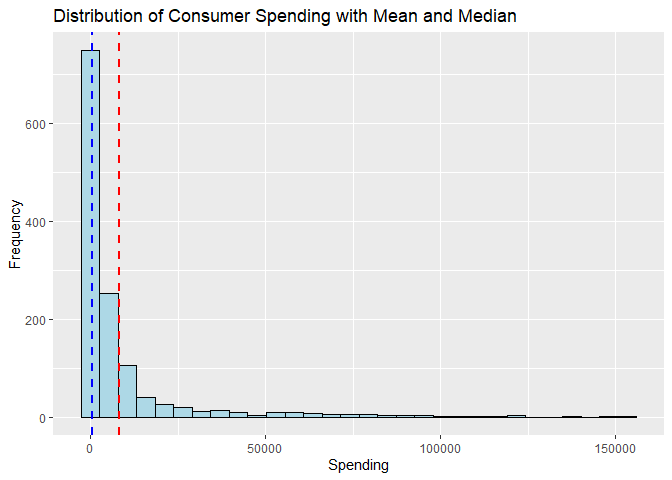 Distribution of Consumer Spending with Mean and Median
600
400
200
0
Frequency
0 50000 100000 150000
Spending